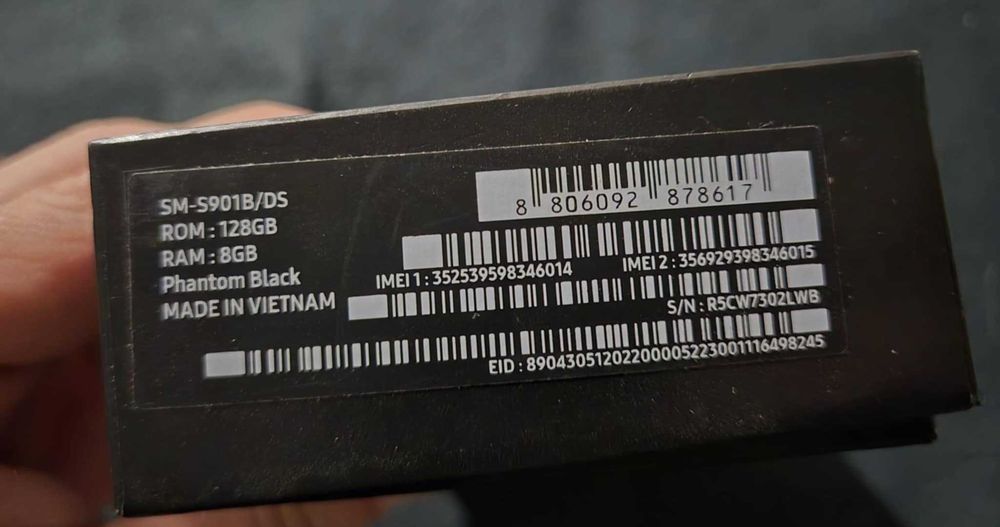 SM-S901B/DS
ROM : 128GB
RAM : 8GB
Phantom Black
MADE IN VIETNAM
8 806092 878617
IMEI 1 : 352539598346014
IMEI 2 : 356929398346015
S/N : R5CW7302LWB
EID : 89043051202200005223001116498245